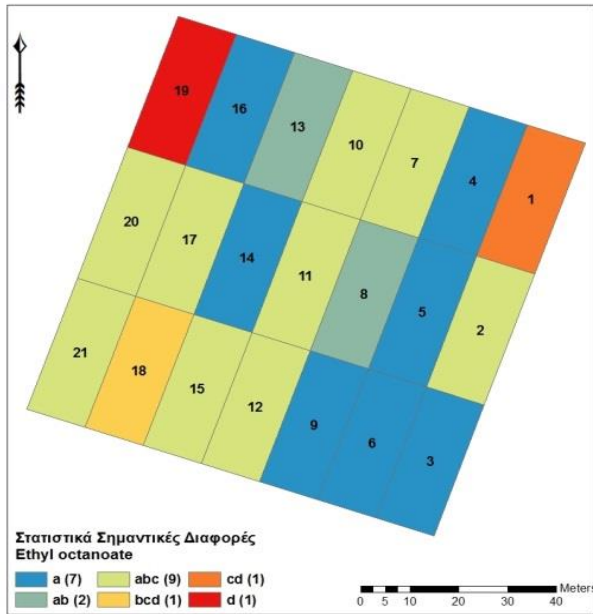 19 16 13 10 7 4 1
20 17 14 11 8 5 2
21 18 15 12 9 6 3
Στατιστικά Σημαντικές Διαφορές
Ethyl octanoate
a (7) abc (9) cd (1)
ab (2) bcd (1) d (1)
Meters
0 5 10 20 30 40